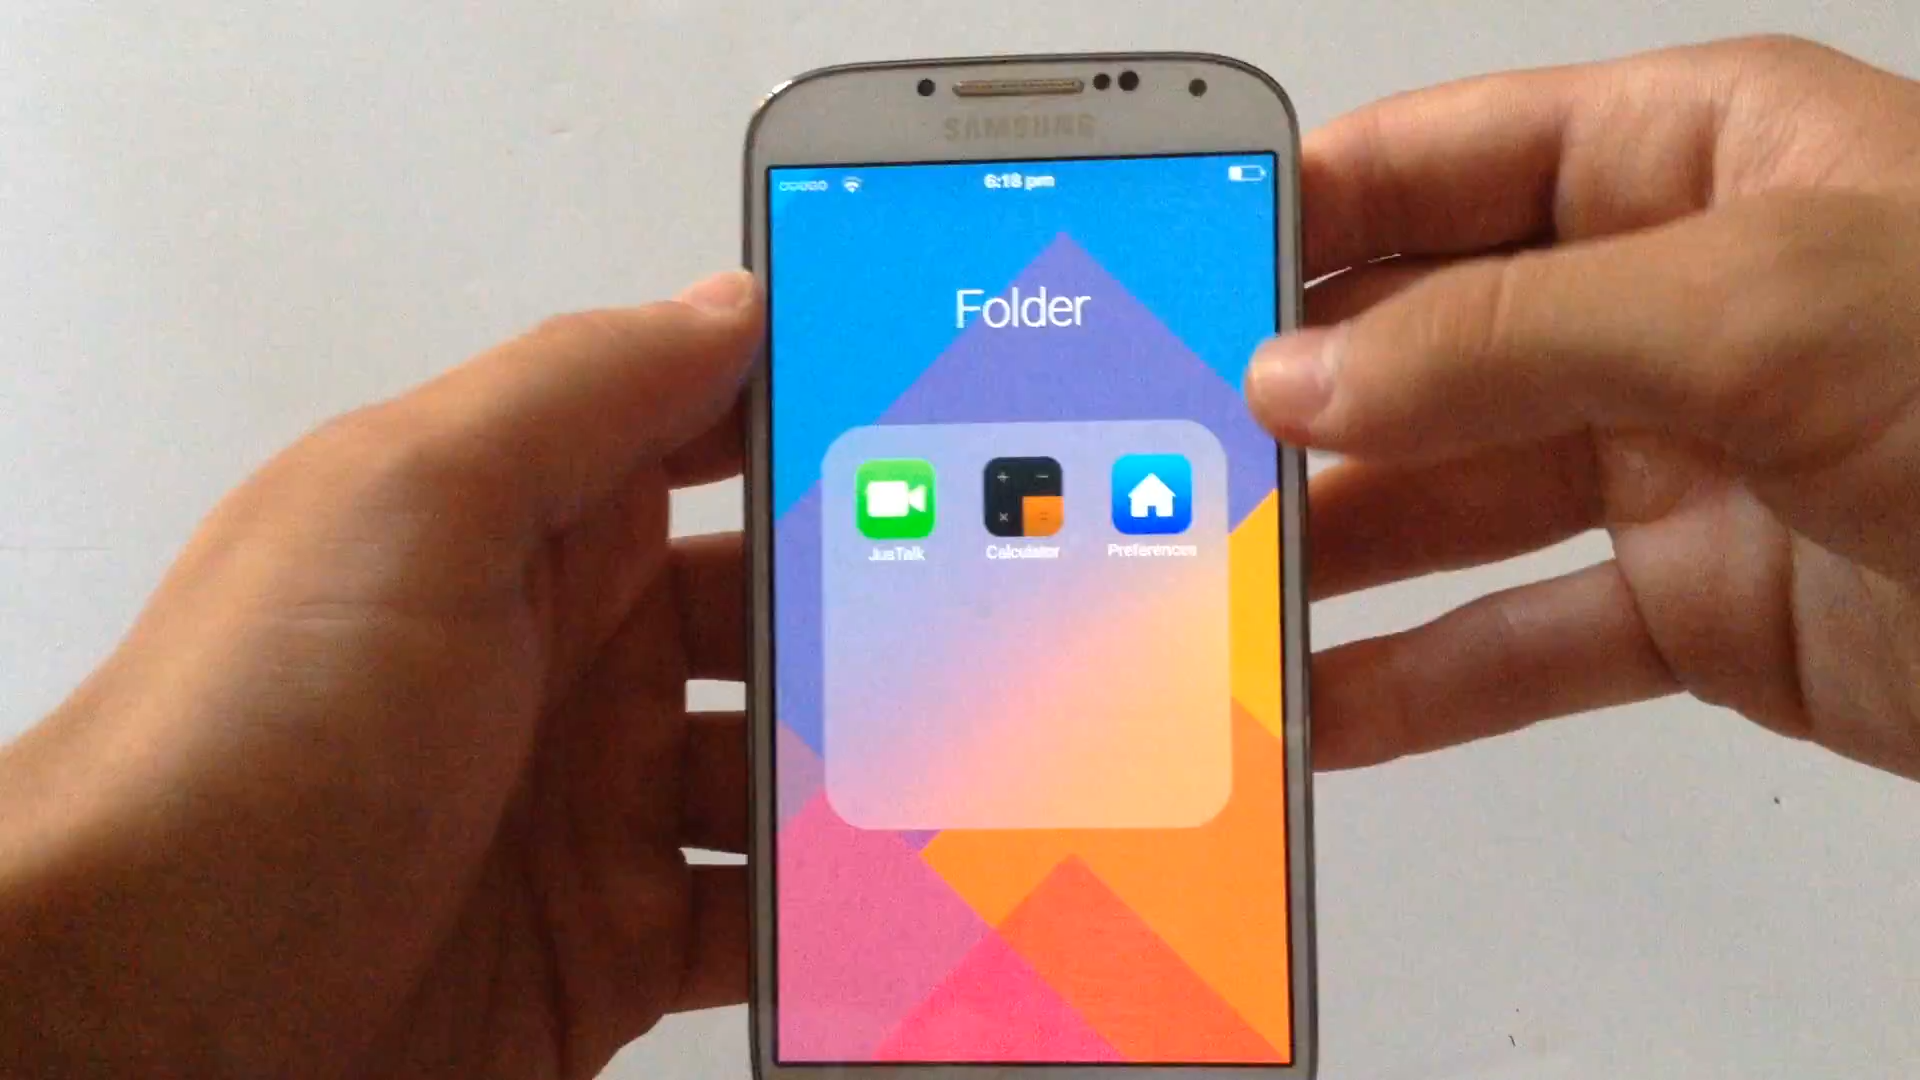 SAMSUNG
6:18 pm
Folder
JusTalk
Calculator
Preferences